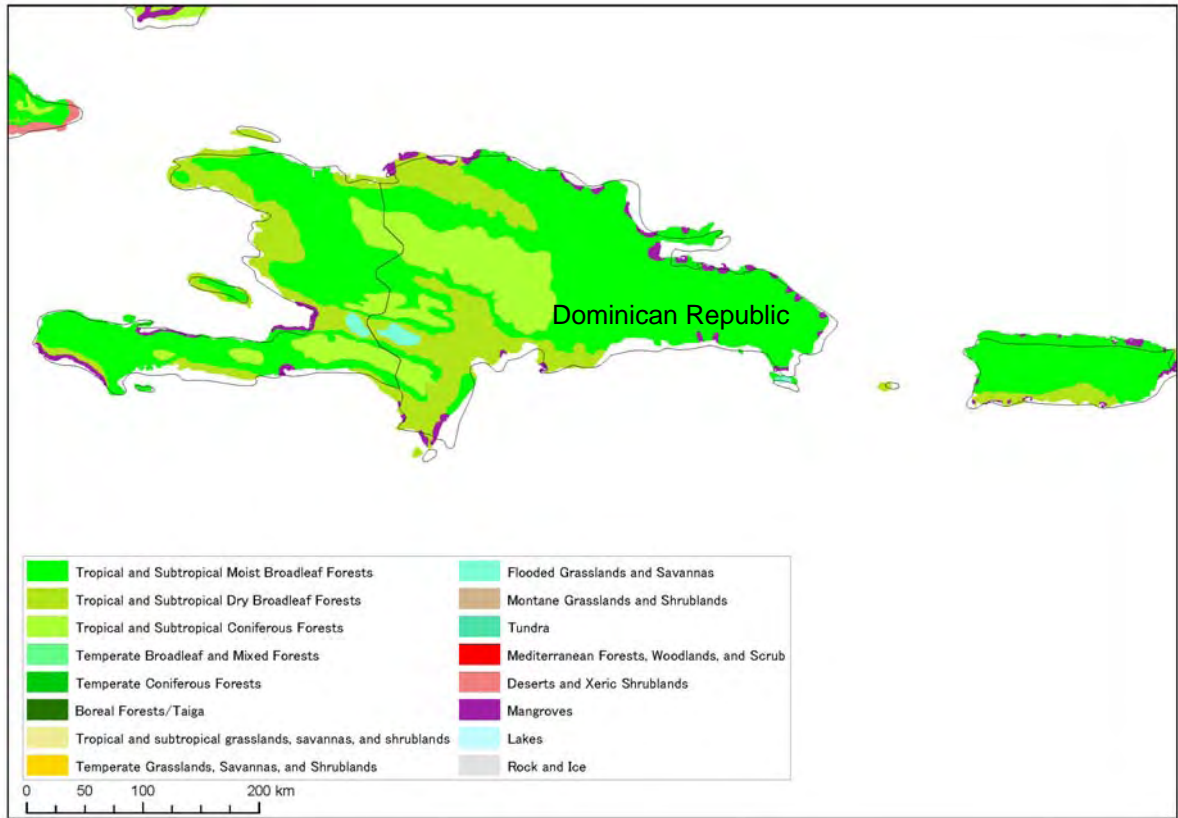 Dominican Republic
Tropical and Subtropical Moist Broadleaf Forests
Tropical and Subtropical Dry Broadleaf Forests
Tropical and Subtropical Coniferous Forests
Temperate Broadleaf and Mixed Forests
Temperate Coniferous Forests
Boreal Forests/Taiga
Tropical and subtropical grasslands, savannas, and shrublands
Temperate Grasslands, Savannas, and Shrublands
Flooded Grasslands and Savannas
Montane Grasslands and Shrublands
Tundra
Mediterranean Forests, Woodlands, and Scrub
Deserts and Xeric Shrublands
Mangroves
Lakes
Rock and Ice
0 50 100 200 km